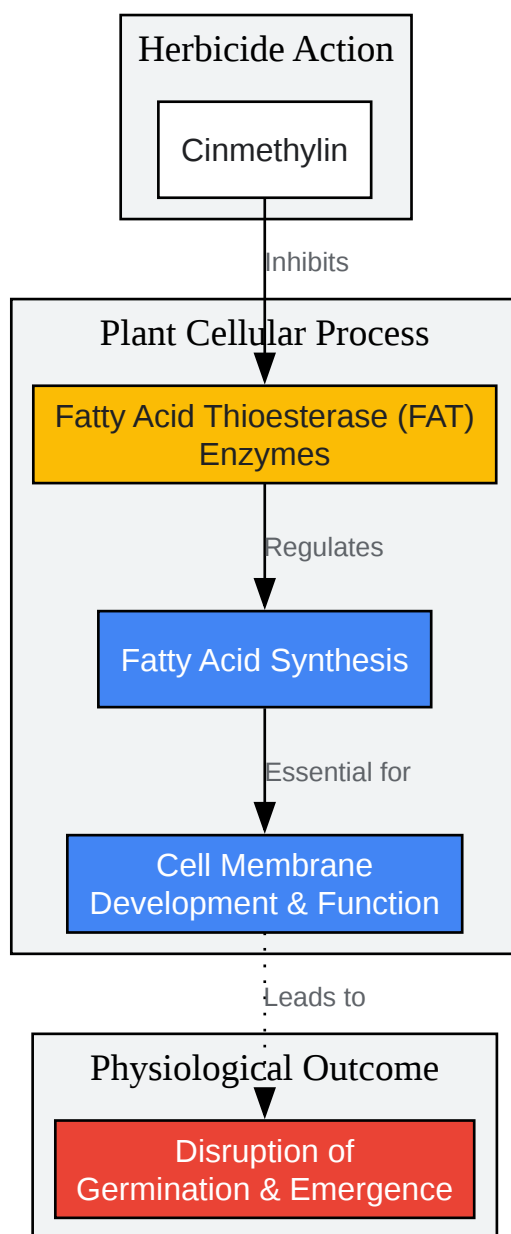 Herbicide Action
Cinmethylin
Inhibits
Plant Cellular Process
Fatty Acid Thioesterase (FAT)
Enzymes
Regulates
Fatty Acid Synthesis
Essential for
Cell Membrane
Development & Function
Leads to
Physiological Outcome
Disruption of
Germination & Emergence